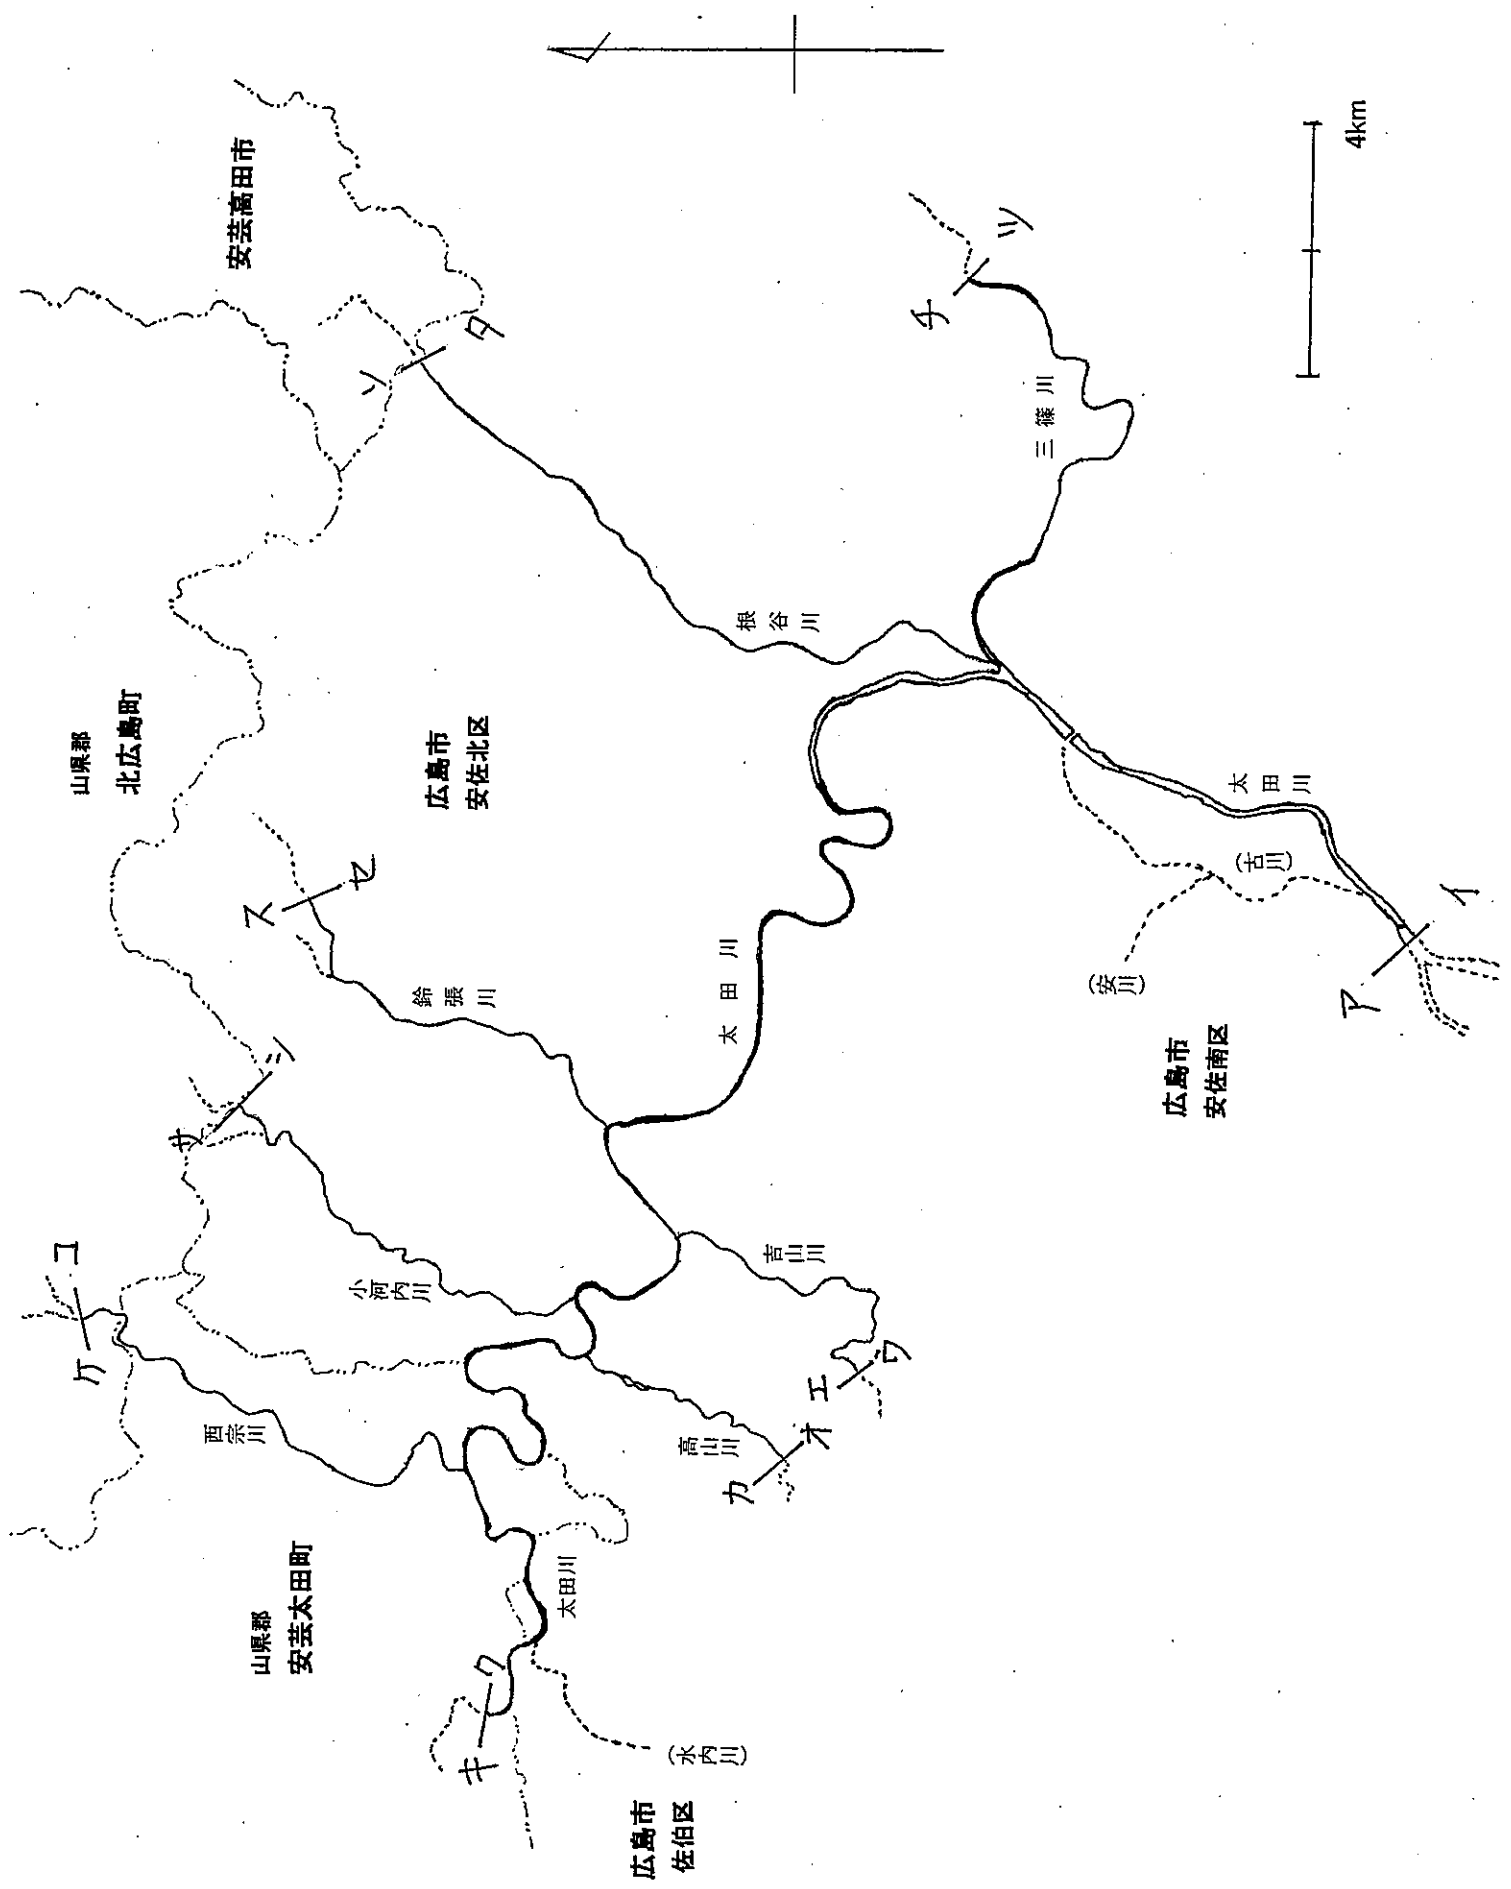 安芸高田市
山県郡
北広島町
広島市
安佐北区
山県郡
安芸太田町
広島市
佐伯区
広島市
安佐南区
三篠川
根谷川
太田川
(古川)
(安川)
太田川
鈴張川
吉山川
小河内川
高山川
西宗川
太田川
(水内川)
ア
イ
ウ
エ
オ
カ
キ
ク
ケ
コ
サ
シ
ス
セ
ソ
タ
チ
ツ
4km